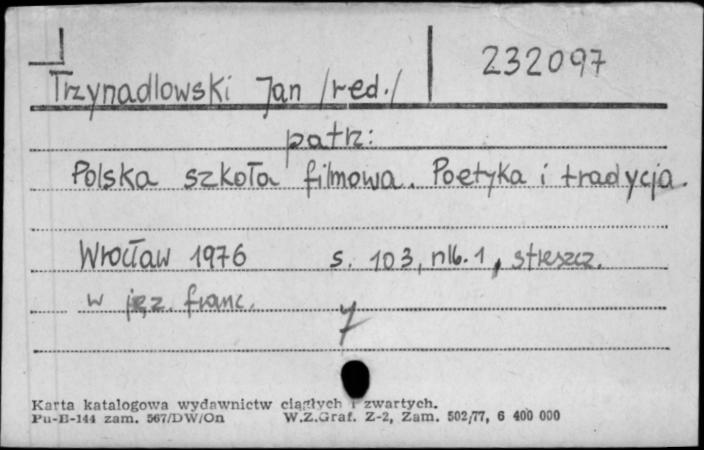 232097
Trzynadlowski Jan /red./
patrz:
Polska szkoła filmowa. Poetyka i tradycja.
Wrocław 1976 s. 103, nlb. 1, streszcz.
w jęz. franc.
7
Karta katalogowa wydawnictw ciągłych i zwartych.
Pu-B-144 zam. 567/DW/On W.Z.Graf. Z-2, Zam. 502/77, 6 400 000